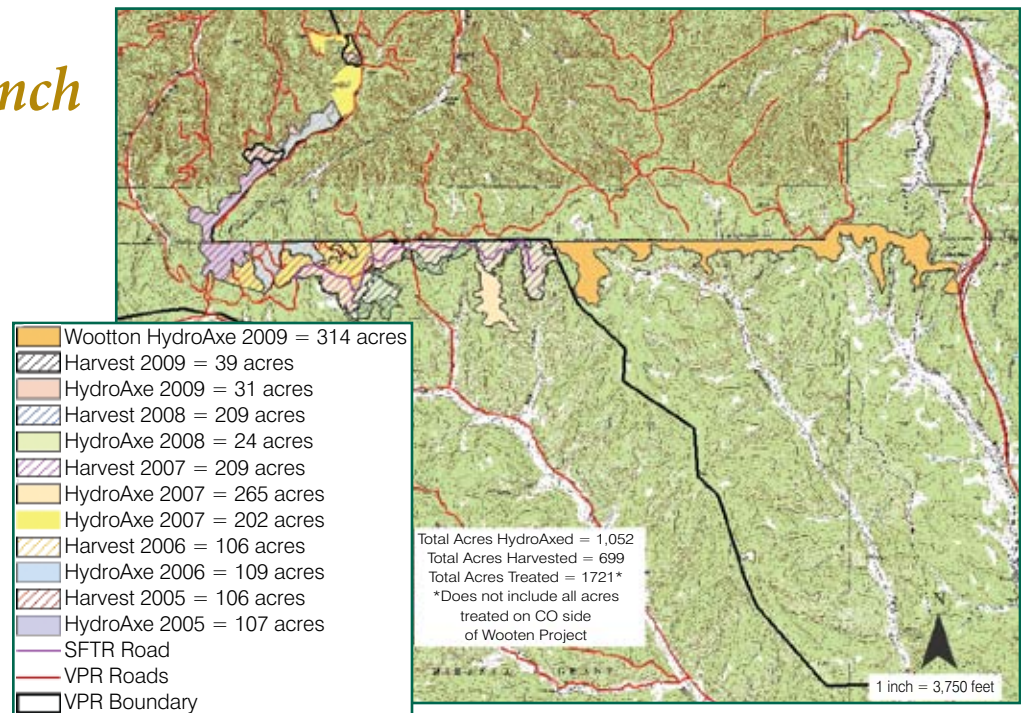 nch
Wootton HydroAxe 2009 = 314 acres
Harvest 2009 = 39 acres
HydroAxe 2009 = 31 acres
Harvest 2008 = 209 acres
HydroAxe 2008 = 24 acres
Harvest 2007 = 209 acres
HydroAxe 2007 = 265 acres
HydroAxe 2007 = 202 acres
Harvest 2006 = 106 acres
HydroAxe 2006 = 109 acres
Harvest 2005 = 106 acres
HydroAxe 2005 = 107 acres
SFTR Road
VPR Roads
VPR Boundary
Total Acres HydroAxed = 1,052
Total Acres Harvested = 699
Total Acres Treated = 1721*
*Does not include all acres
treated on CO side
of Wooten Project
GRANT
N
1 inch = 3,750 feet